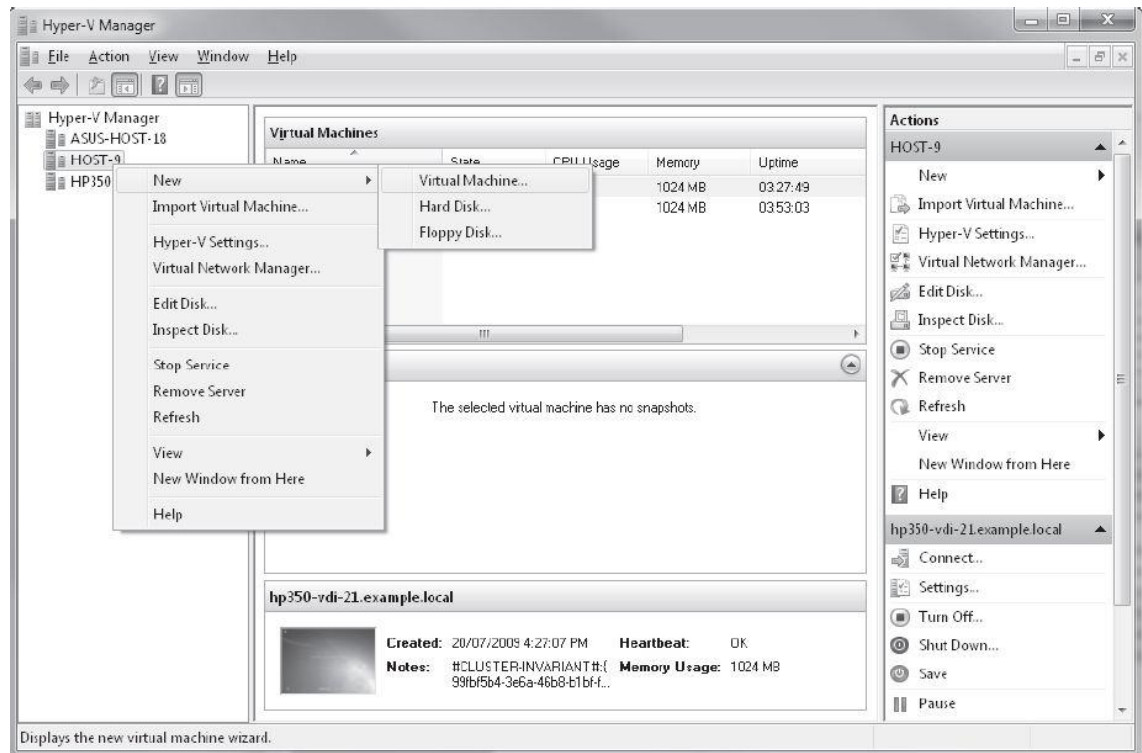 Hyper-V Manager
File Action View Window Help
Hyper-V Manager
ASUS-HOST-18
HOST-9
HP350
New
Import Virtual Machine...
Hyper-V Settings...
Virtual Network Manager...
Edit Disk...
Inspect Disk...
Stop Service
Remove Server
Refresh
View
New Window from Here
Help
Virtual Machine...
Hard Disk...
Floppy Disk...
Virtual Machines
Name State CPU Usage Memory Uptime
1024 MB 03:27:49
1024 MB 03:53:03
The selected virtual machine has no snapshots.
hp350-vdi-21.example.local
Created: 20/07/2009 4:27:07 PM Heartbeat: OK
Notes: #CLUSTER-INVARIANT#:{ Memory Usage: 1024 MB
99fbf5b4-3e6a-46b8-b1bf-f...
Actions
HOST-9
New
Import Virtual Machine...
Hyper-V Settings...
Virtual Network Manager...
Edit Disk...
Inspect Disk...
Stop Service
Remove Server
Refresh
View
New Window from Here
Help
hp350-vdi-21.example.local
Connect...
Settings...
Turn Off...
Shut Down...
Save
Pause
Displays the new virtual machine wizard.